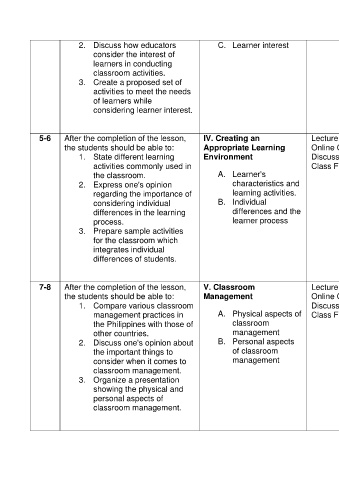 2. Discuss how educators
consider the interest of
learners in conducting
classroom activities.
3. Create a proposed set of
activities to meet the needs
of learners while
considering learner interest.
C. Learner interest
5-6
After the completion of the lesson,
the students should be able to:
1. State different learning
activities commonly used in
the classroom.
2. Express one's opinion
regarding the importance of
considering individual
differences in the learning
process.
3. Prepare sample activities
for the classroom which
integrates individual
differences of students.
IV. Creating an
Appropriate Learning
Environment
A. Learner's
characteristics and
learning activities.
B. Individual
differences and the
learner process
Lecture
Online
Discuss
Class F
7-8
After the completion of the lesson,
the students should be able to:
1. Compare various classroom
management practices in
the Philippines with those of
other countries.
2. Discuss one's opinion about
the important things to
consider when it comes to
classroom management.
3. Organize a presentation
showing the physical and
personal aspects of
classroom management.
V. Classroom
Management
A. Physical aspects of
classroom
management
B. Personal aspects
of classroom
management
Lecture
Online
Discuss
Class F